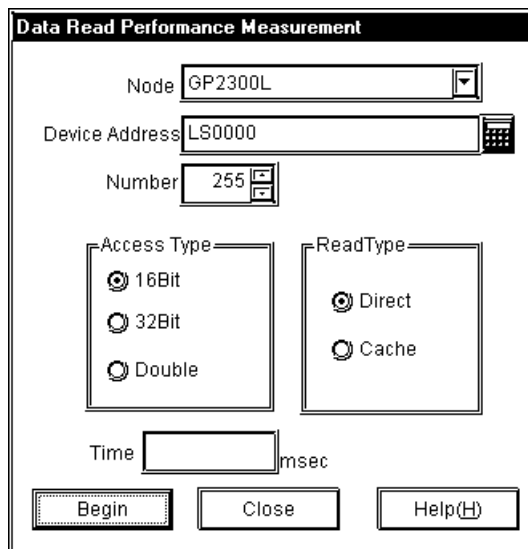 Data Read Performance Measurement
Node GP2300L
Device Address LS0000
Number 255
Access Type
16Bit
32Bit
Double
ReadType
Direct
Cache
Time msec
Begin Close Help(H)